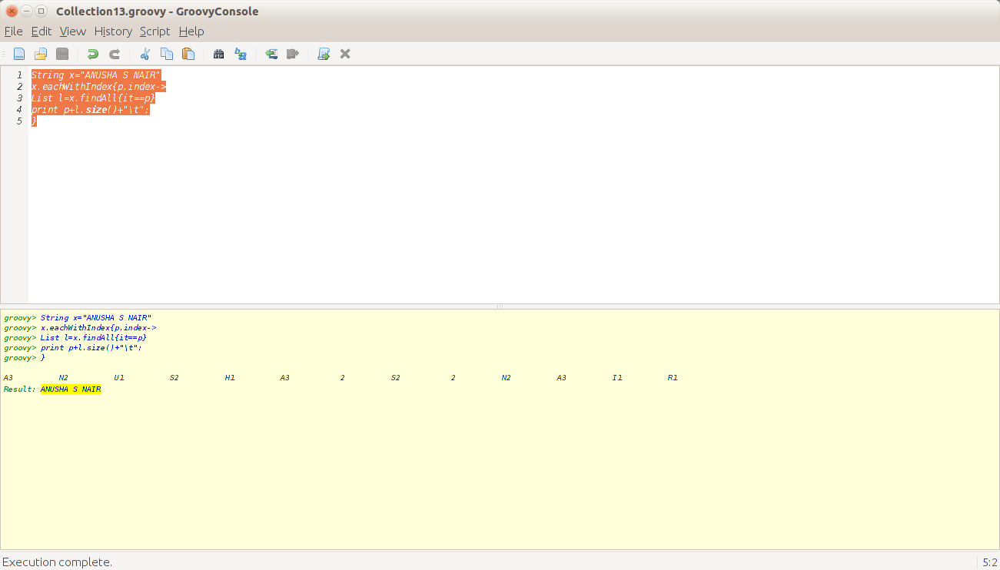 Collection13.groovy - GroovyConsole
File Edit View History Script Help
1 String x="ANUSHA S NAIR"
2 x.eachWithIndex{p,index->
3 List l=x.findAll{it==p}
4 print p+l.size()+"\t";
5 }
groovy> String x="ANUSHA S NAIR"
groovy> x.eachWithIndex{p,index->
groovy> List l=x.findAll{it==p}
groovy> print p+l.size()+"\t";
groovy> }
A3 N2 U1 S2 H1 A3 2 S2 2 N2 A3 I1 R1
Result: ANUSHA S NAIR
Execution complete. 5:2